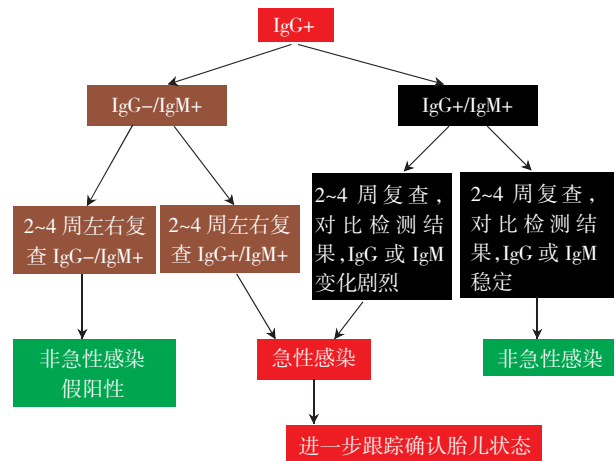 IgG+
IgG-/IgM+
IgG+/IgM+
2~4 周左右复
查 IgG-/IgM+
2~4 周左右复
查 IgG+/IgM+
2~4 周复查,
对比检测结
果,IgG 或 IgM
变化剧烈
2~4 周复查,
对比检测结
果,IgG 或 IgM
稳定
非急性感染
假阳性
急性感染
非急性感染
进一步跟踪确认胎儿状态